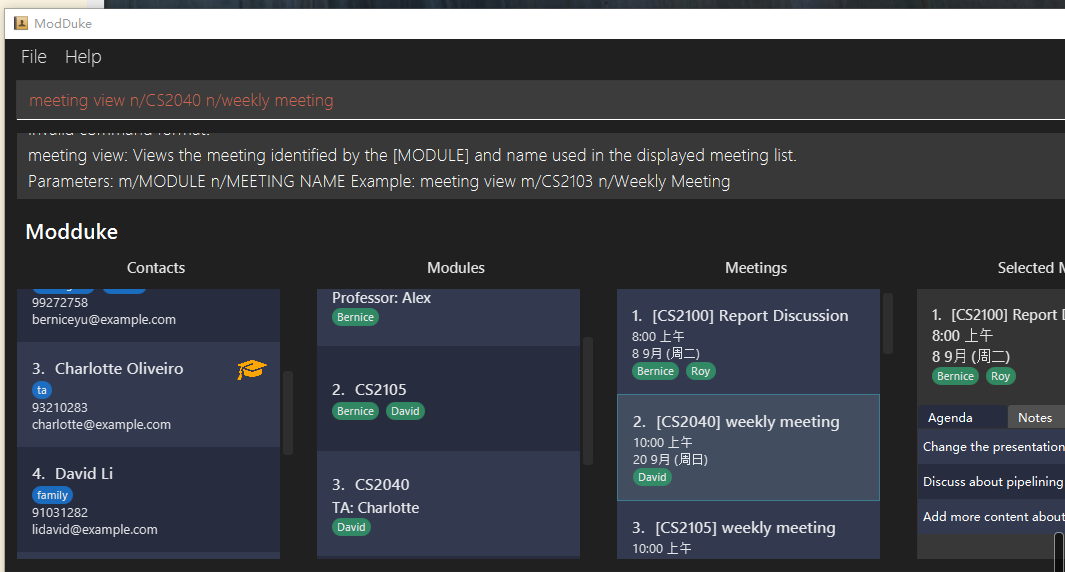 ModDuke
File Help
meeting view n/CS2040 n/weekly meeting
Invalid command format.
meeting view: Views the meeting identified by the [MODULE] and name used in the displayed meeting list.
Parameters: m/MODULE n/MEETING NAME Example: meeting view m/CS2103 n/Weekly Meeting
Modduke
Contacts
99272758
berniceyu@example.com
3. Charlotte Oliveiro
ta
93210283
charlotte@example.com
4. David Li
family
91031282
lidavid@example.com
Modules
Professor: Alex
Bernice
2. CS2105
Bernice David
3. CS2040
TA: Charlotte
David
Meetings
1. [CS2100] Report Discussion
8:00 上午
8 9月 (周二)
Bernice Roy
2. [CS2040] weekly meeting
10:00 上午
20 9月 (周日)
David
3. [CS2105] weekly meeting
10:00 上午
Selected M
1. [CS2100] Report D
8:00 上午
8 9月 (周二)
Bernice Roy
Agenda Notes
Change the presentation
Discuss about pipelining
Add more content about